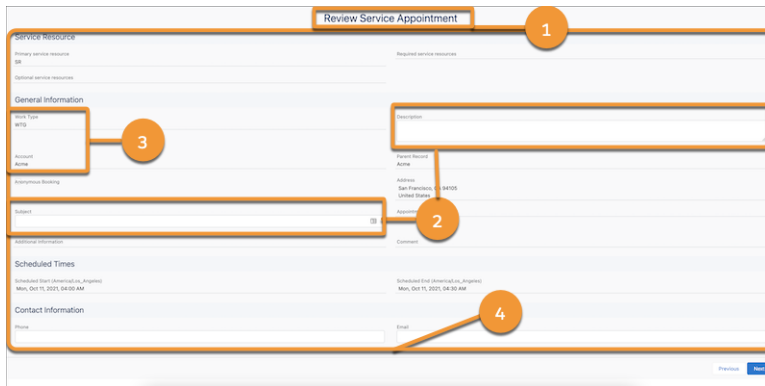 Review Service Appointment
1
Service Resource
Primary service resource
SR
Required service resources
Optional service resources
General Information
Work Type
WTG
Description
3
Account
Acme
Parent Record
Acme
Anonymous Booking
Address
San Francisco, 94105
United States
Subject
2
Additional Information
Comment
Scheduled Times
Scheduled Start (America/Los_Angeles)
Mon, Oct 11, 2021, 04:00 AM
Scheduled End (America/Los_Angeles)
Mon, Oct 11, 2021, 04:30 AM
Contact Information
4
Phone
Email
Previous
Next